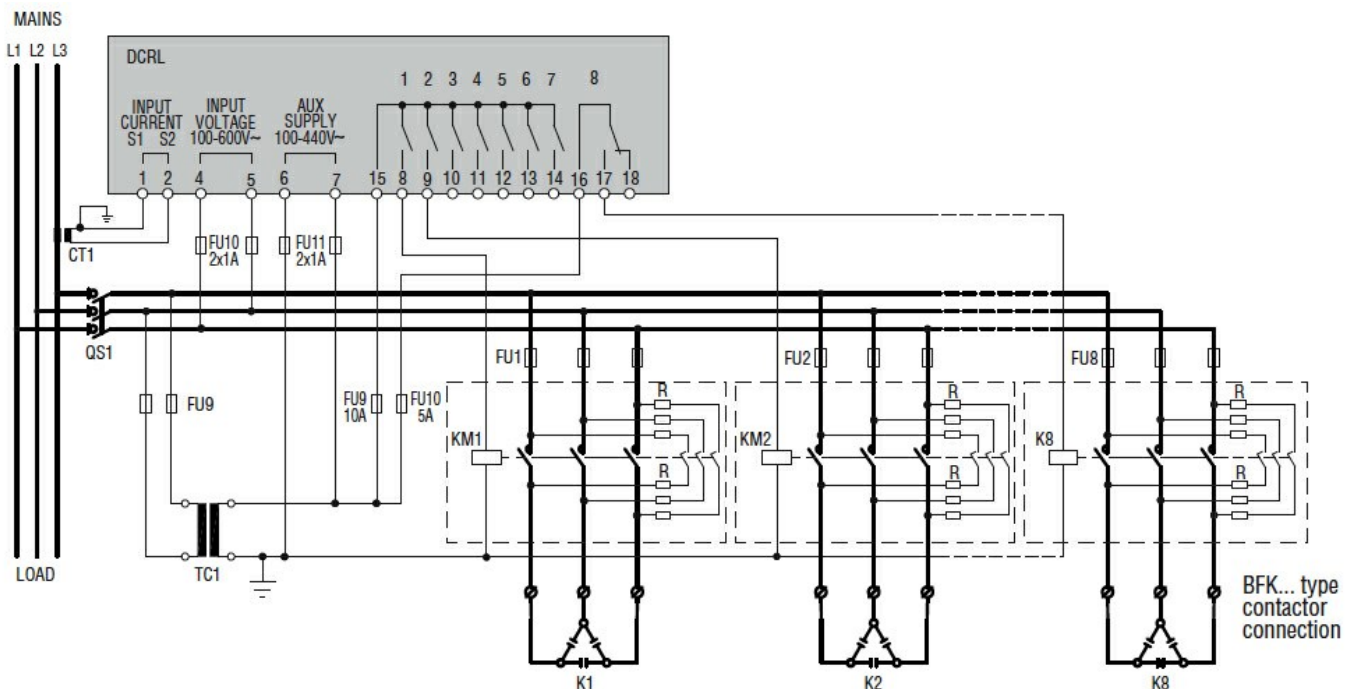 MAINS
L1 L2 L3
DCRL
1 2 3 4 5 6 7 8
INPUT CURRENT
S1 S2
INPUT VOLTAGE
100-600V~
AUX SUPPLY
100-440V~
1 2 4 5 6 7 15 8 9 10 11 12 13 14 16 17 18
CT1
FU10
2x1A
FU11
2x1A
QS1
FU9
FU9
10A
FU10
5A
FU1
FU2
FU8
R
R
R
KM1
KM2
K8
R
R
R
LOAD
TC1
BFK... type
contactor
connection
K1
K2
K8